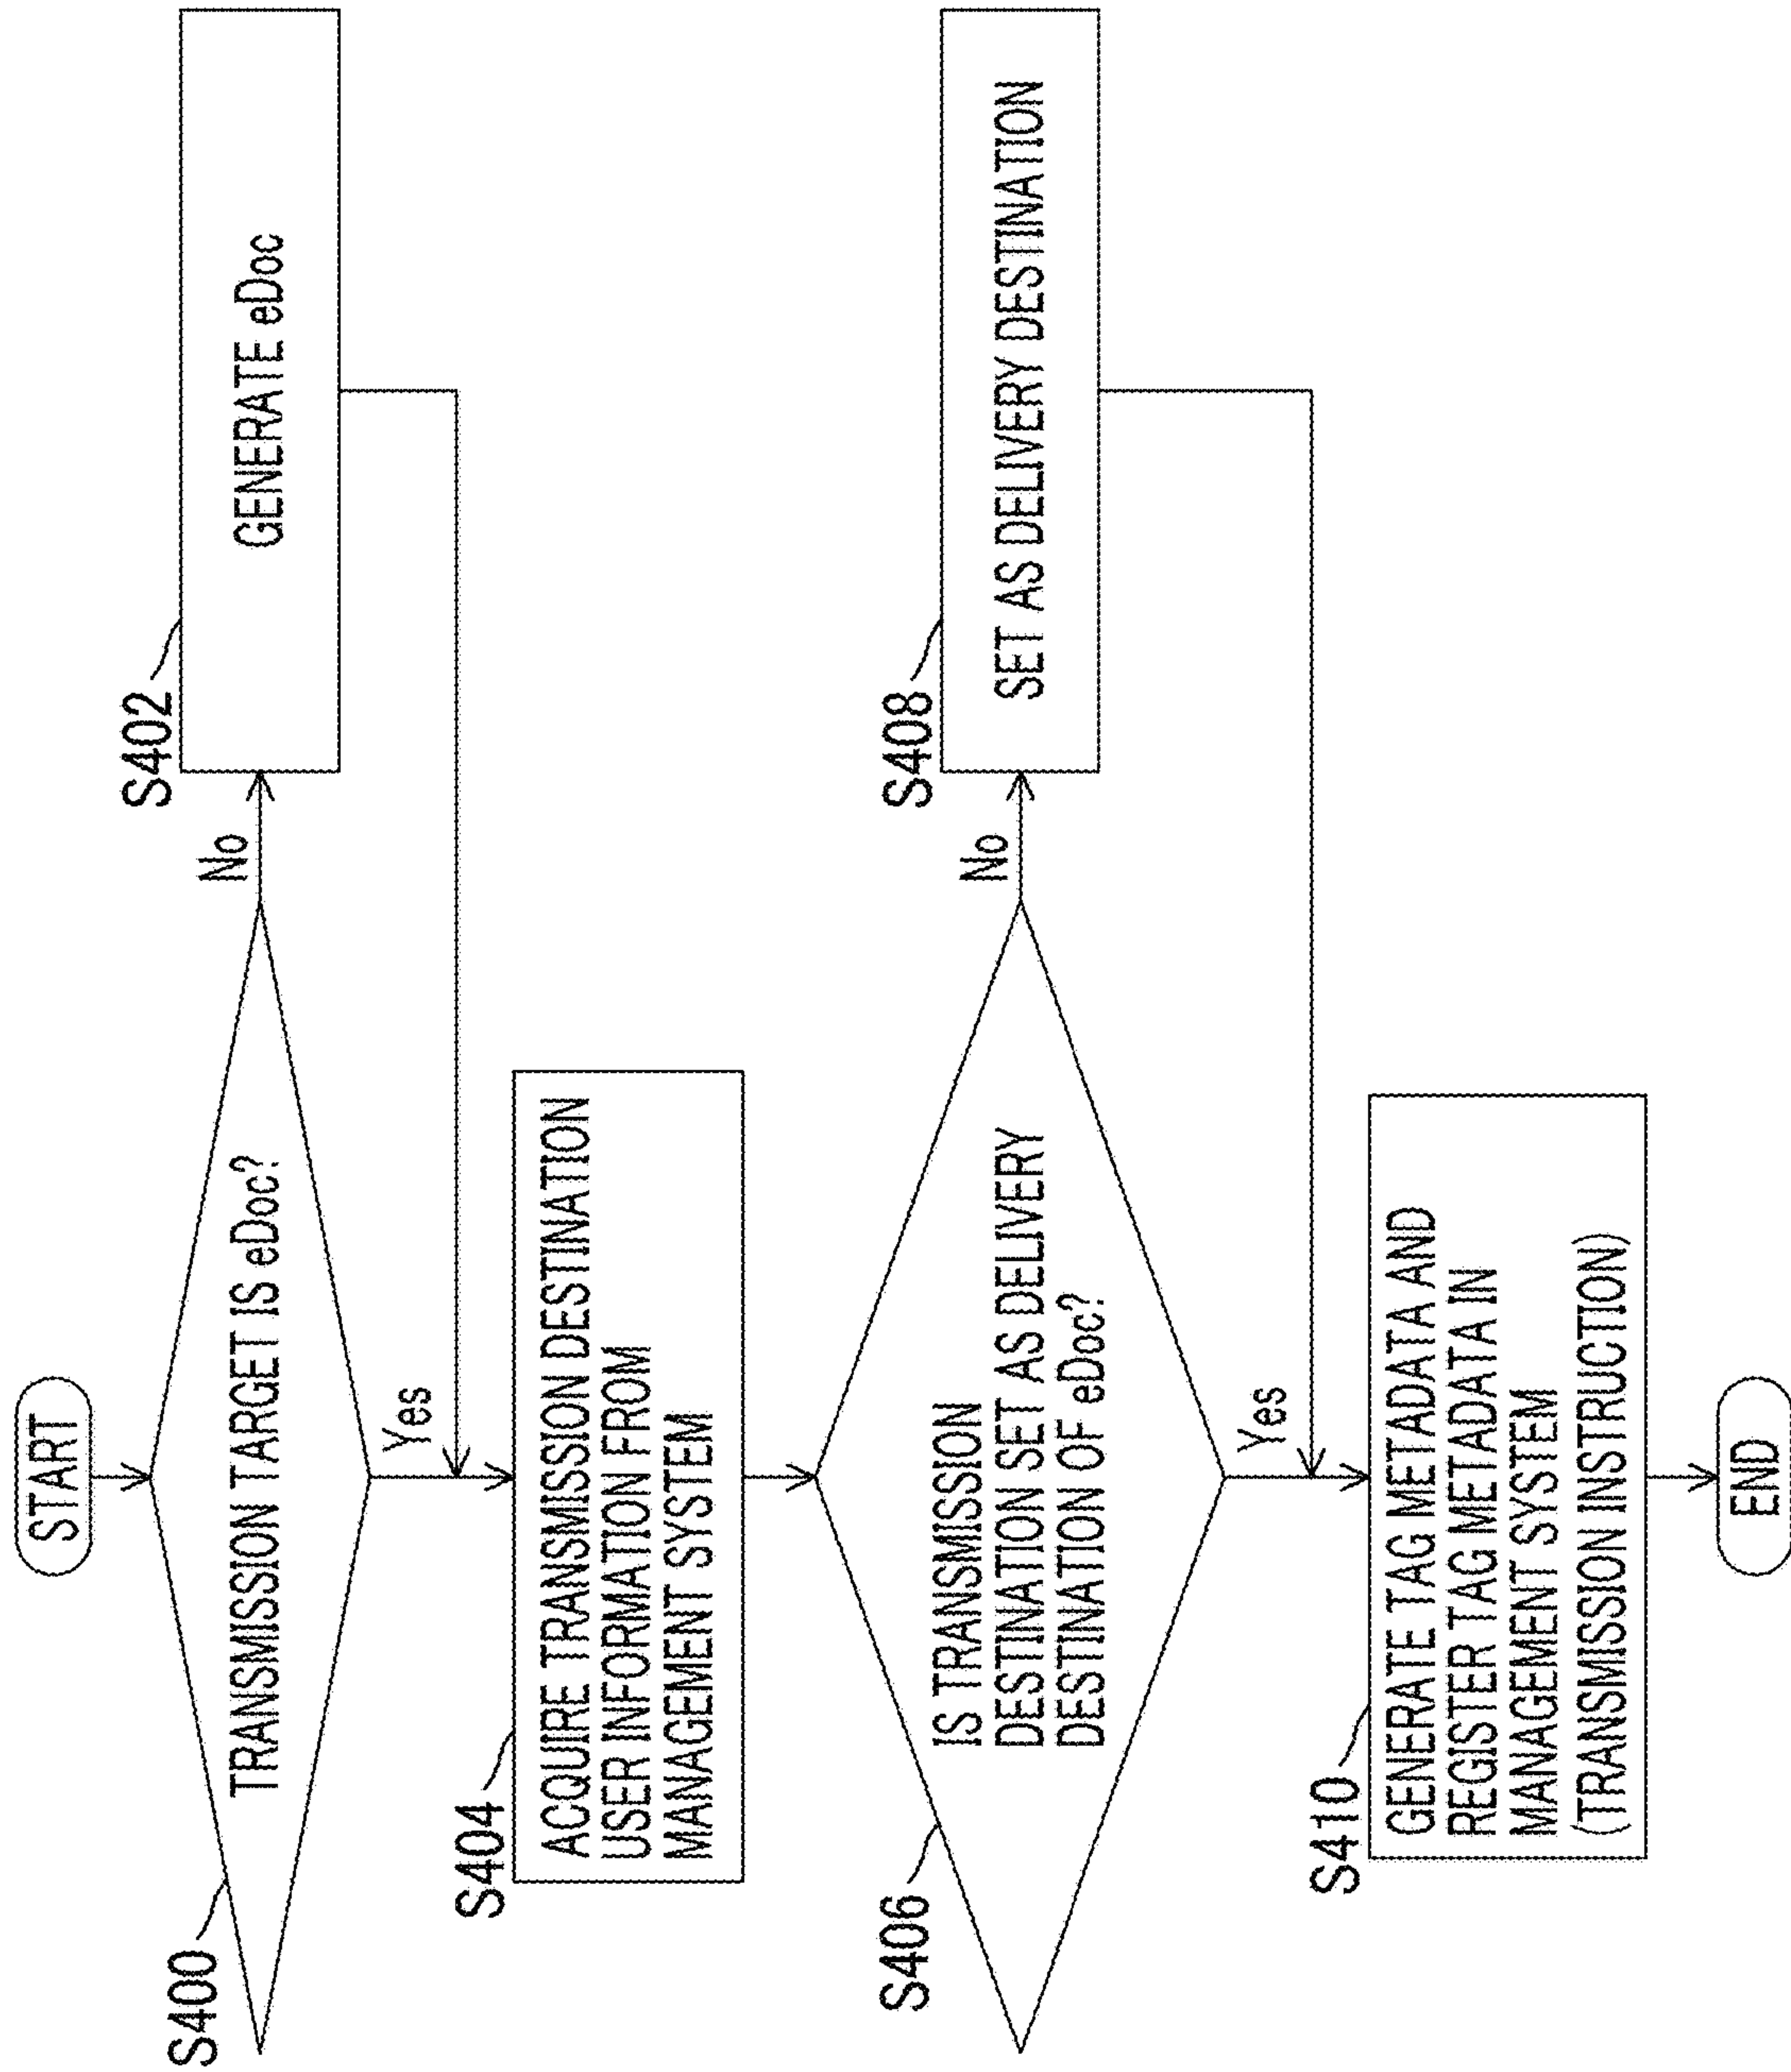 START
S400
TRANSMISSION TARGET IS eDoc?
No
S402
GENERATE eDoc
Yes
S404
ACQUIRE TRANSMISSION DESTINATION
USER INFORMATION FROM
MANAGEMENT SYSTEM
S406
IS TRANSMISSION
DESTINATION SET AS DELIVERY
DESTINATION OF eDoc?
No
S408
SET AS DELIVERY DESTINATION
Yes
S410
GENERATE TAG METADATA AND
REGISTER TAG METADATA IN
MANAGEMENT SYSTEM
(TRANSMISSION INSTRUCTION)
END